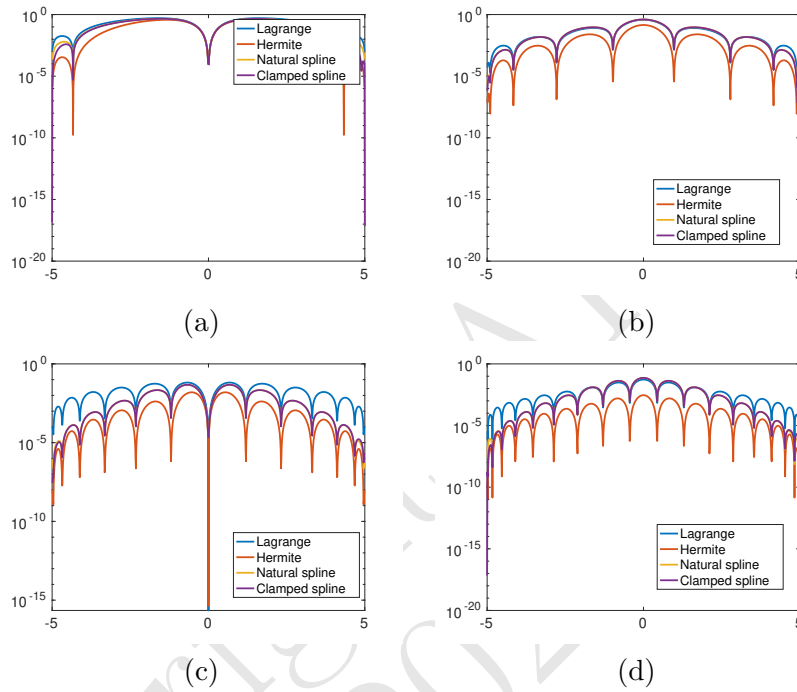 10^0
10^-5
10^-10
10^-15
10^-20
-5 0 5
Lagrange
Hermite
Natural spline
Clamped spline
(a)
10^0
10^-5
10^-10
10^-15
10^-20
-5 0 5
Lagrange
Hermite
Natural spline
Clamped spline
(b)
10^0
10^-5
10^-10
10^-15
-5 0 5
Lagrange
Hermite
Natural spline
Clamped spline
(c)
10^0
10^-5
10^-10
10^-15
10^-20
-5 0 5
Lagrange
Hermite
Natural spline
Clamped spline
(d)